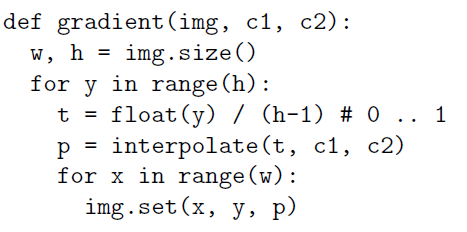 def gradient(img, c1, c2):
  w, h = img.size()
  for y in range(h):
    t = float(y) / (h-1) # 0 .. 1
    p = interpolate(t, c1, c2)
    for x in range(w):
      img.set(x, y, p)